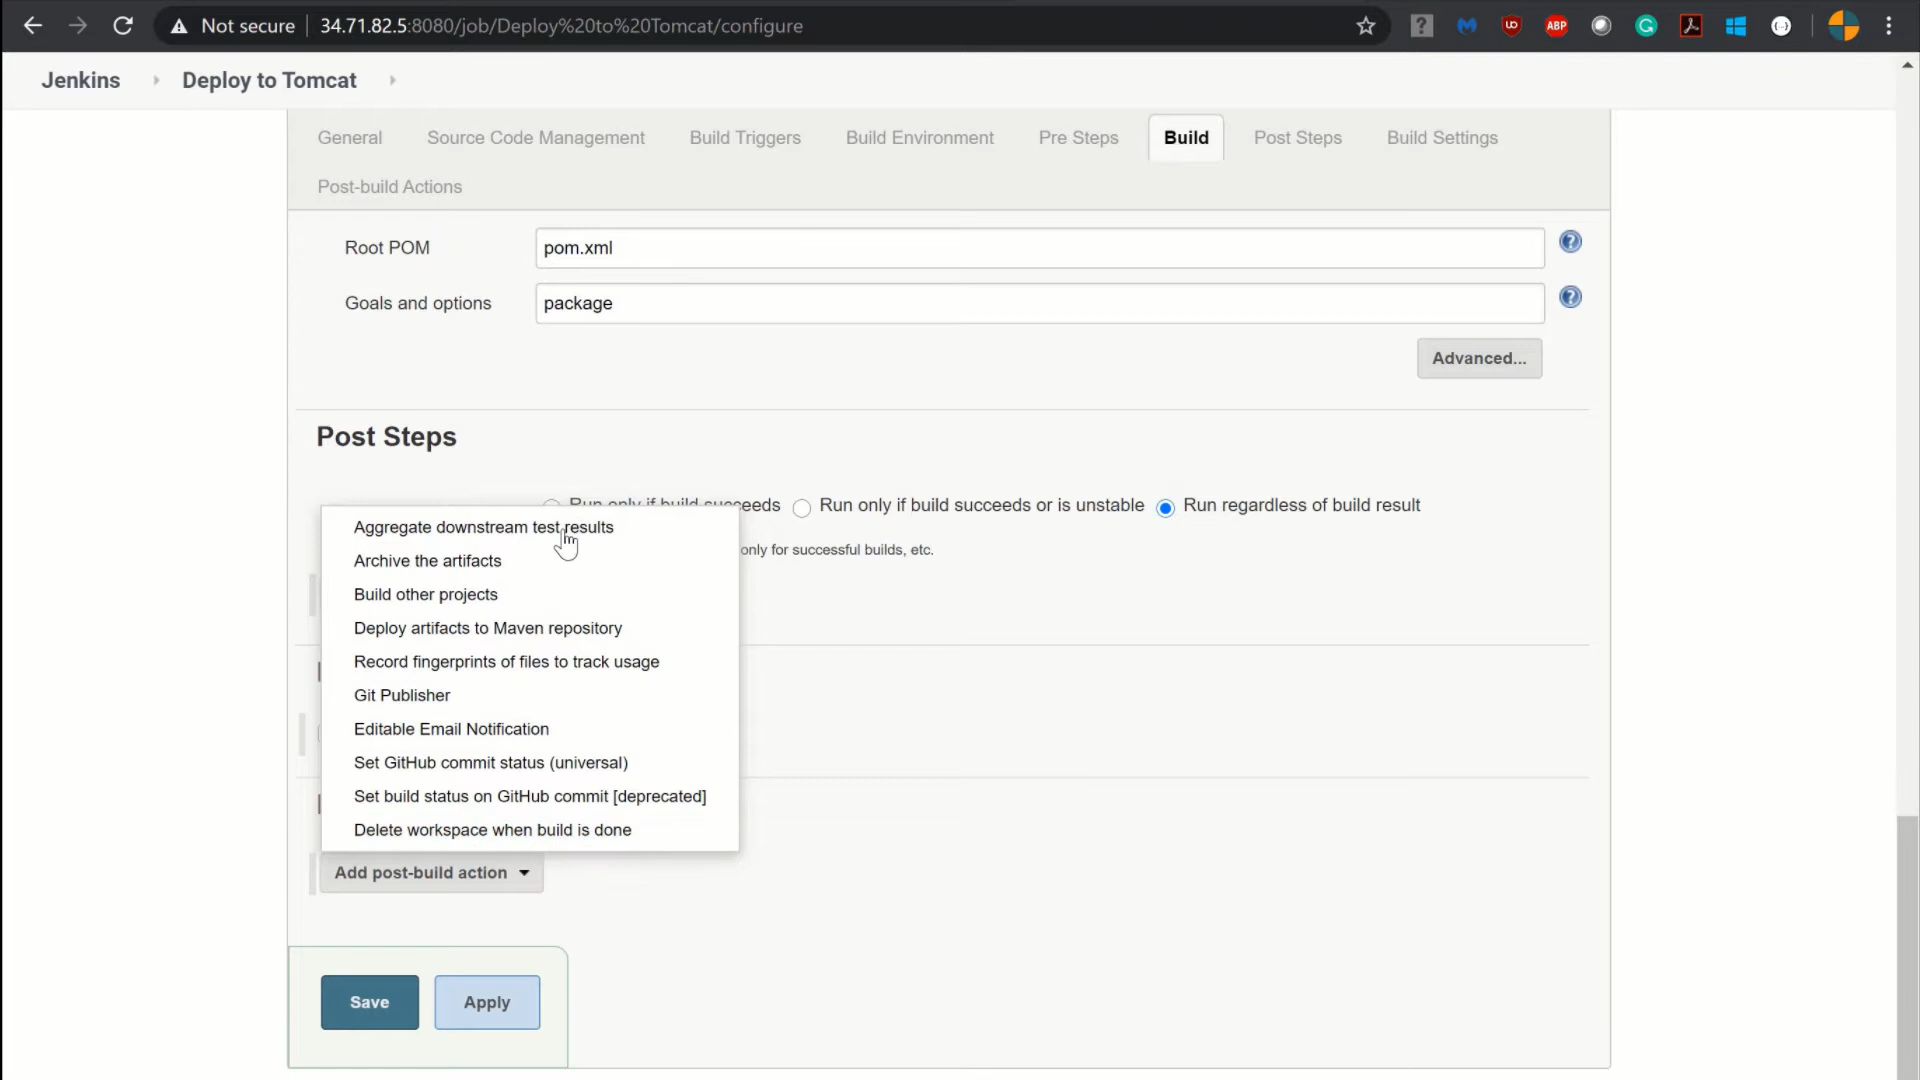 Not secure 34.71.82.5:8080/job/Deploy%20to%20Tomcat/configure
ABP
Jenkins Deploy to Tomcat
General Source Code Management Build Triggers Build Environment Pre Steps Build Post Steps Build Settings
Post-build Actions
Root POM pom.xml
Goals and options package
Advanced...
Post Steps
Run only if build succeeds Run only if build succeeds or is unstable Run regardless of build result
only for successful builds, etc.
Aggregate downstream test results
Archive the artifacts
Build other projects
Deploy artifacts to Maven repository
Record fingerprints of files to track usage
Git Publisher
Editable Email Notification
Set GitHub commit status (universal)
Set build status on GitHub commit [deprecated]
Delete workspace when build is done
Add post-build action
Save Apply